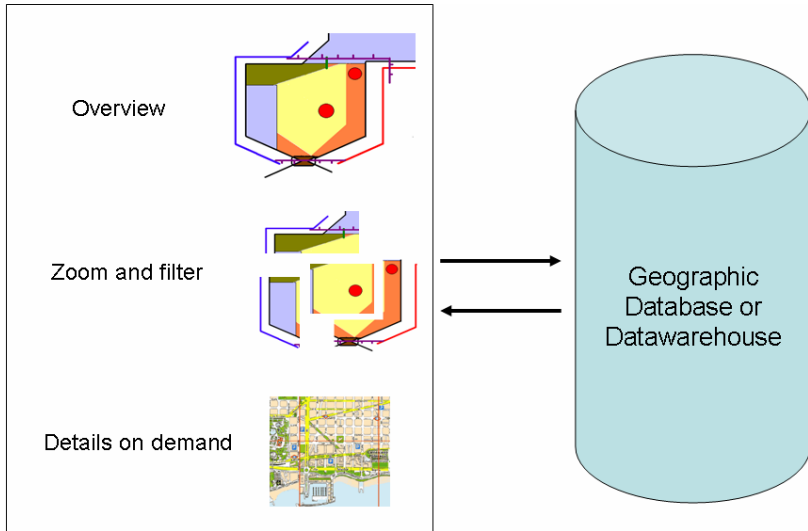 Overview
Zoom and filter
Details on demand
Geographic
Database or
Datawarehouse